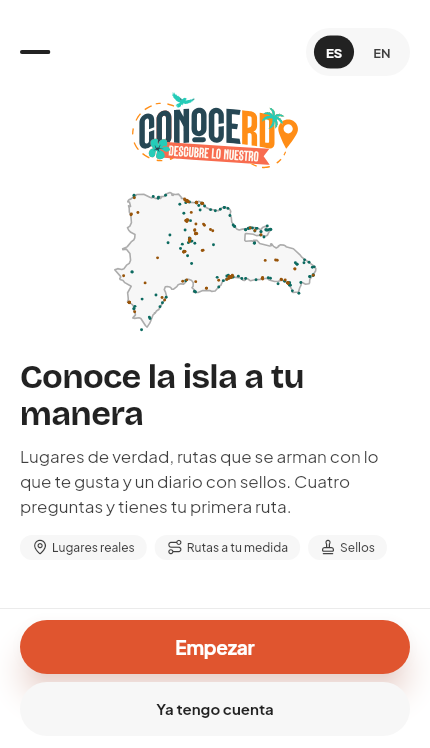 ES EN
CONOCERD
DESCUBRE LO NUESTRO
Conoce la isla a tu
manera
Lugares de verdad, rutas que se arman con lo
que te gusta y un diario con sellos. Cuatro
preguntas y tienes tu primera ruta.
Lugares reales Rutas a tu medida Sellos
Empezar
Ya tengo cuenta